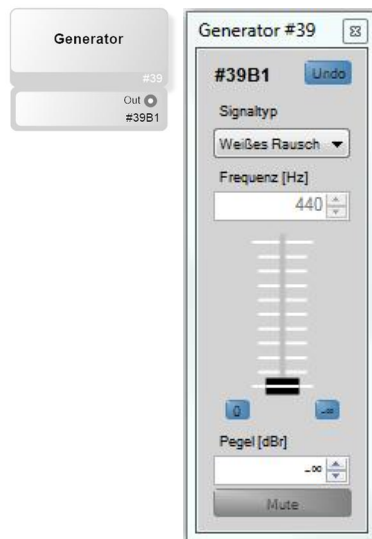 Generator
#39
Out
#39B1
Generator #39
#39B1
Undo
Signaltyp
Weißes Rausch
Frequenz [Hz]
440
0
-∞
Pegel [dBr]
-∞
Mute